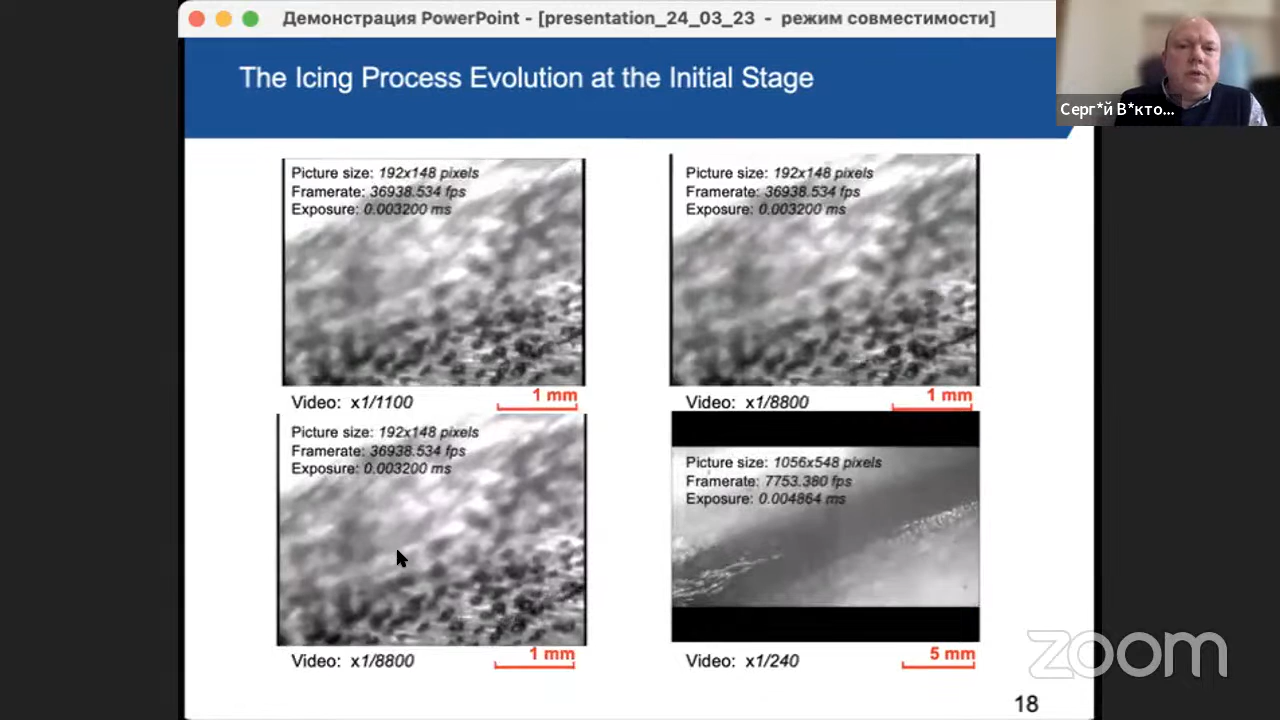 Демонстрация PowerPoint - [presentation_24_03_23 - режим совместимости]
Серг*й В*кто...
The Icing Process Evolution at the Initial Stage
Picture size: 192x148 pixels
Framerate: 36938.534 fps
Exposure: 0.003200 ms
Video: x1/1100
1 mm
Picture size: 192x148 pixels
Framerate: 36938.534 fps
Exposure: 0.003200 ms
Video: x1/8800
1 mm
Picture size: 192x148 pixels
Framerate: 36938.534 fps
Exposure: 0.003200 ms
Video: x1/8800
1 mm
Picture size: 1056x548 pixels
Framerate: 7753.380 fps
Exposure: 0.004864 ms
Video: x1/240
5 mm
zoom
18